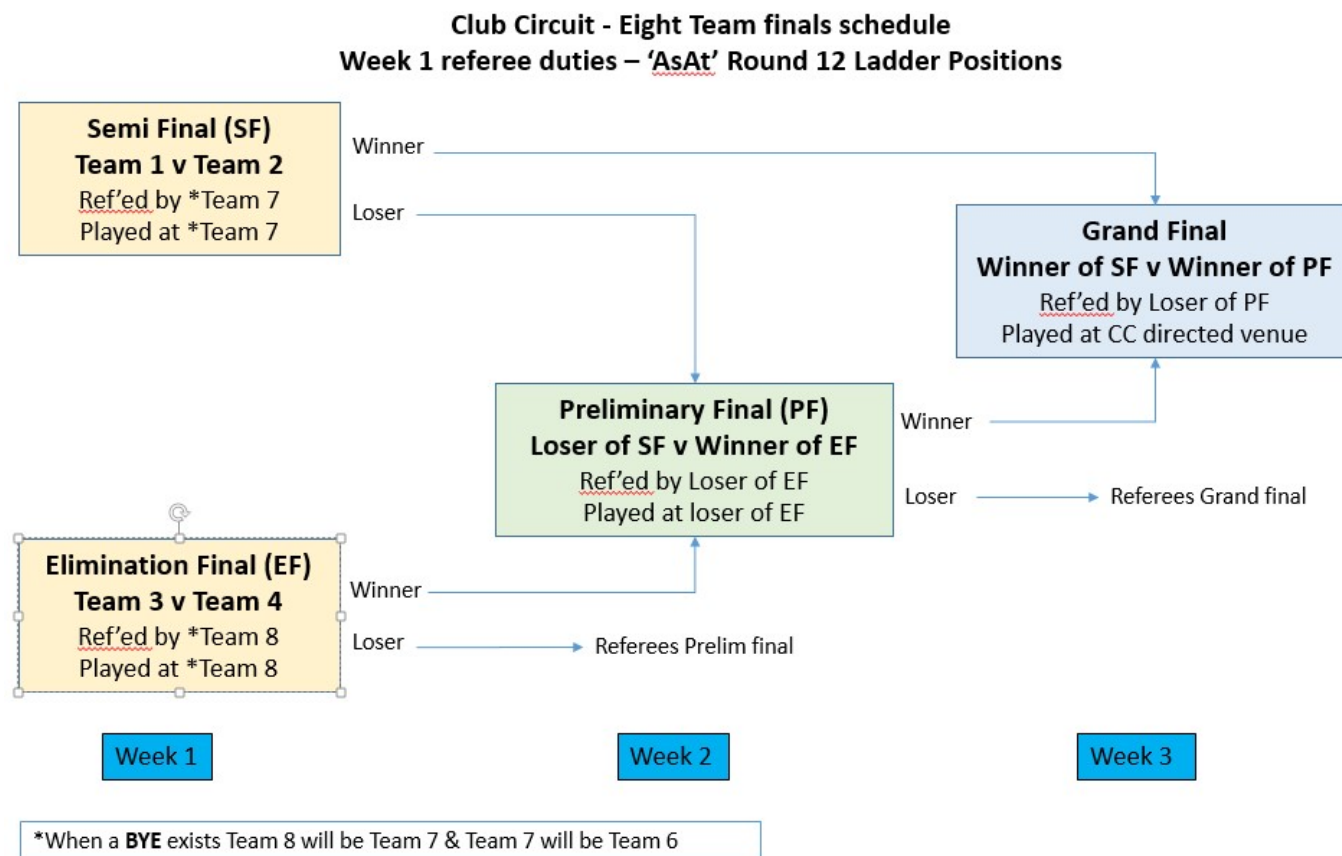 Club Circuit - Eight Team finals schedule
Week 1 referee duties – ‘AsAt’ Round 12 Ladder Positions
Semi Final (SF)
Team 1 v Team 2
Ref’ed by *Team 7
Played at *Team 7
Winner
Loser
Grand Final
Winner of SF v Winner of PF
Ref’ed by Loser of PF
Played at CC directed venue
Preliminary Final (PF)
Loser of SF v Winner of EF
Ref’ed by Loser of EF
Played at loser of EF
Winner
Loser
Referees Grand final
Elimination Final (EF)
Team 3 v Team 4
Ref’ed by *Team 8
Played at *Team 8
Winner
Loser
Referees Prelim final
Week 1
Week 2
Week 3
*When a BYE exists Team 8 will be Team 7 & Team 7 will be Team 6